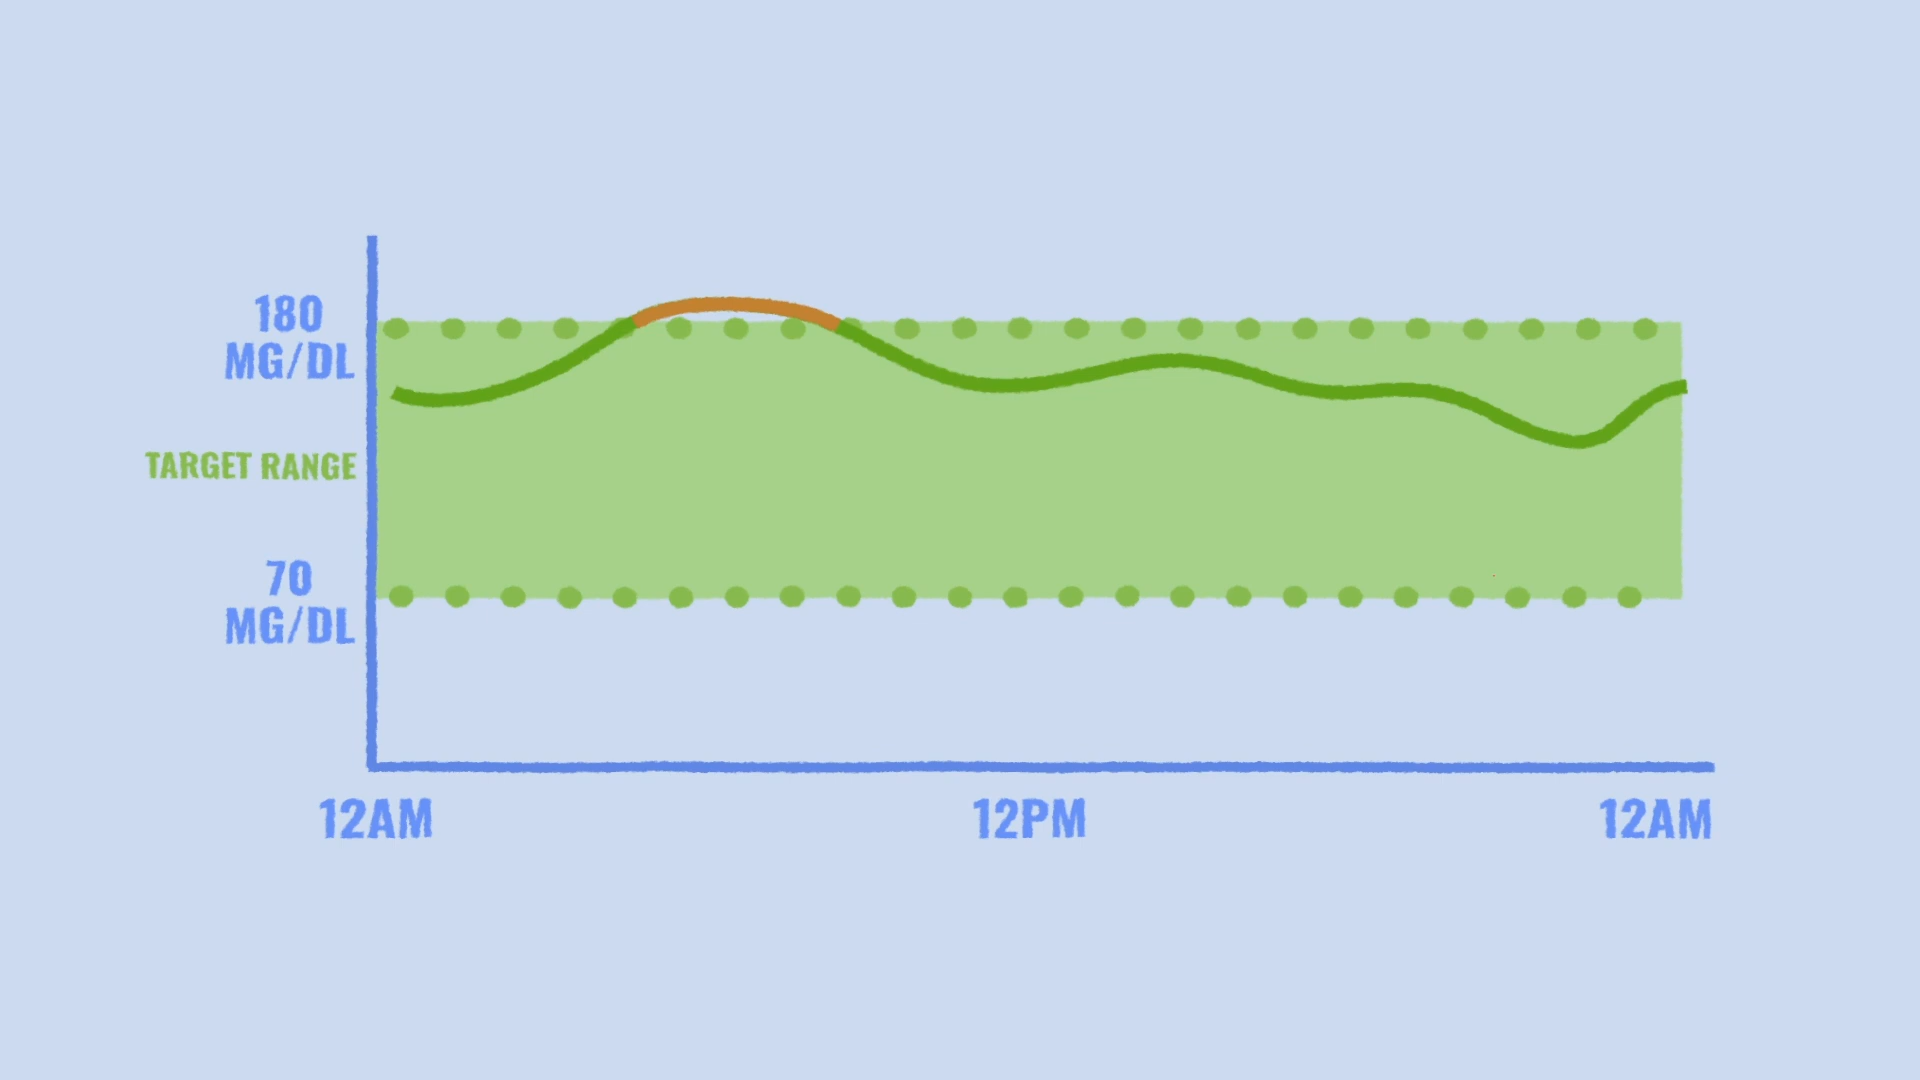 180
MG/DL
TARGET RANGE
70
MG/DL
12AM
12PM
12AM